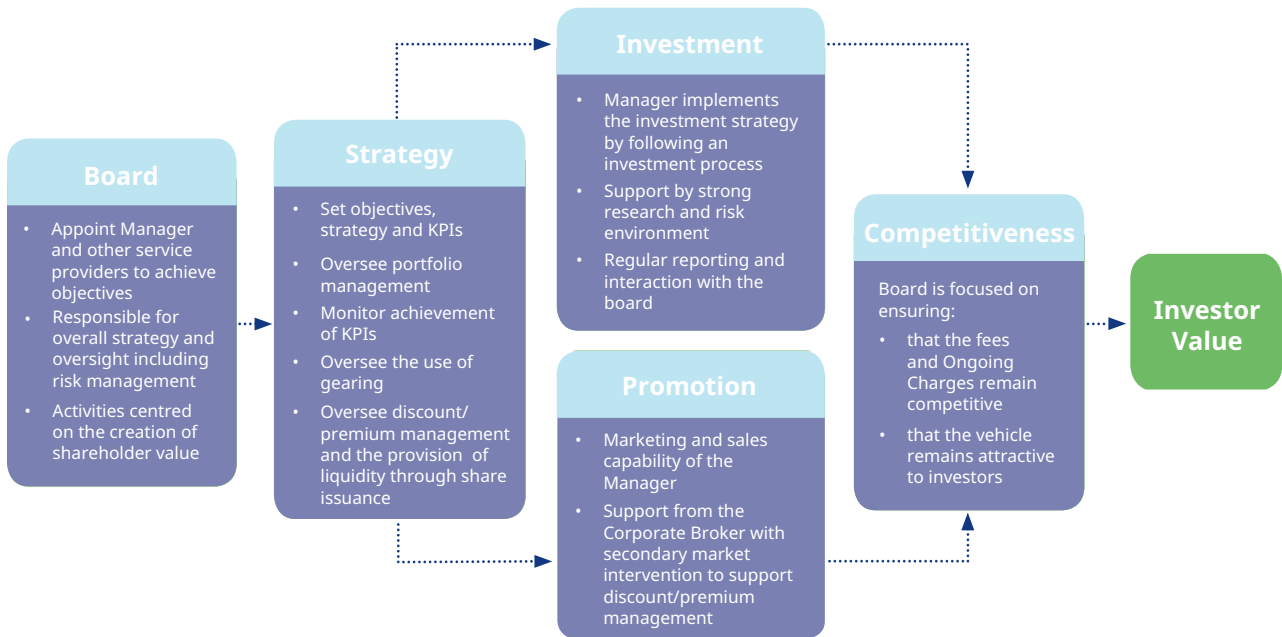 Board
• Appoint Manager
and other service
providers to achieve
objectives
• Responsible for
overall strategy and
oversight including
risk management
• Activities centred
on the creation of
shareholder value
Strategy
• Set objectives,
strategy and KPIs
• Oversee portfolio
management
• Monitor achievement
of KPIs
• Oversee the use of
gearing
• Oversee discount/
premium management
and the provision of
liquidity through share
issuance
Investment
• Manager implements
the investment strategy
by following an
investment process
• Support by strong
research and risk
environment
• Regular reporting and
interaction with the
board
Promotion
• Marketing and sales
capability of the
Manager
• Support from the
Corporate Broker with
secondary market
intervention to support
discount/premium
management
Competitiveness
Board is focused on
ensuring:
• that the fees
and Ongoing
Charges remain
competitive
• that the vehicle
remains attractive
to investors
Investor
Value